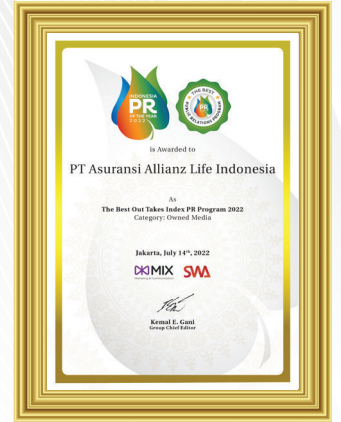 INDONESIA
PR
OF THE YEAR
2022
THE BEST
PUBLIC RELATIONS PROGRAM
PR
is Awarded to
PT Asuransi Allianz Life Indonesia
As
The Best Out Takes Index PR Program 2022
Category: Owned Media
Jakarta, July 14th, 2022
MIX SWA
Kemal E. Gani
Group Chief Editor